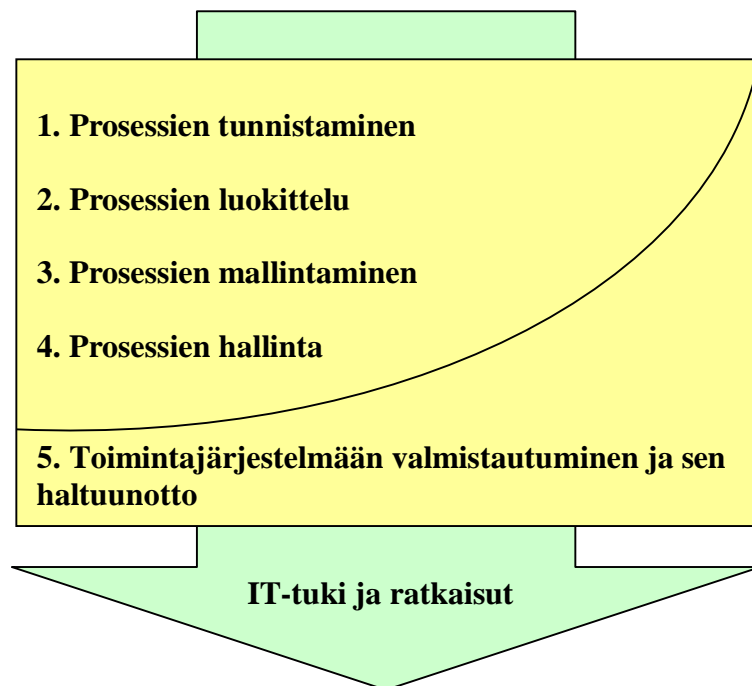 1. Prosessien tunnistaminen
2. Prosessien luokittelu
3. Prosessien mallintaminen
4. Prosessien hallinta
5. Toimintajärjestelmään valmistautuminen ja sen
haltuunotto
IT-tuki ja ratkaisut